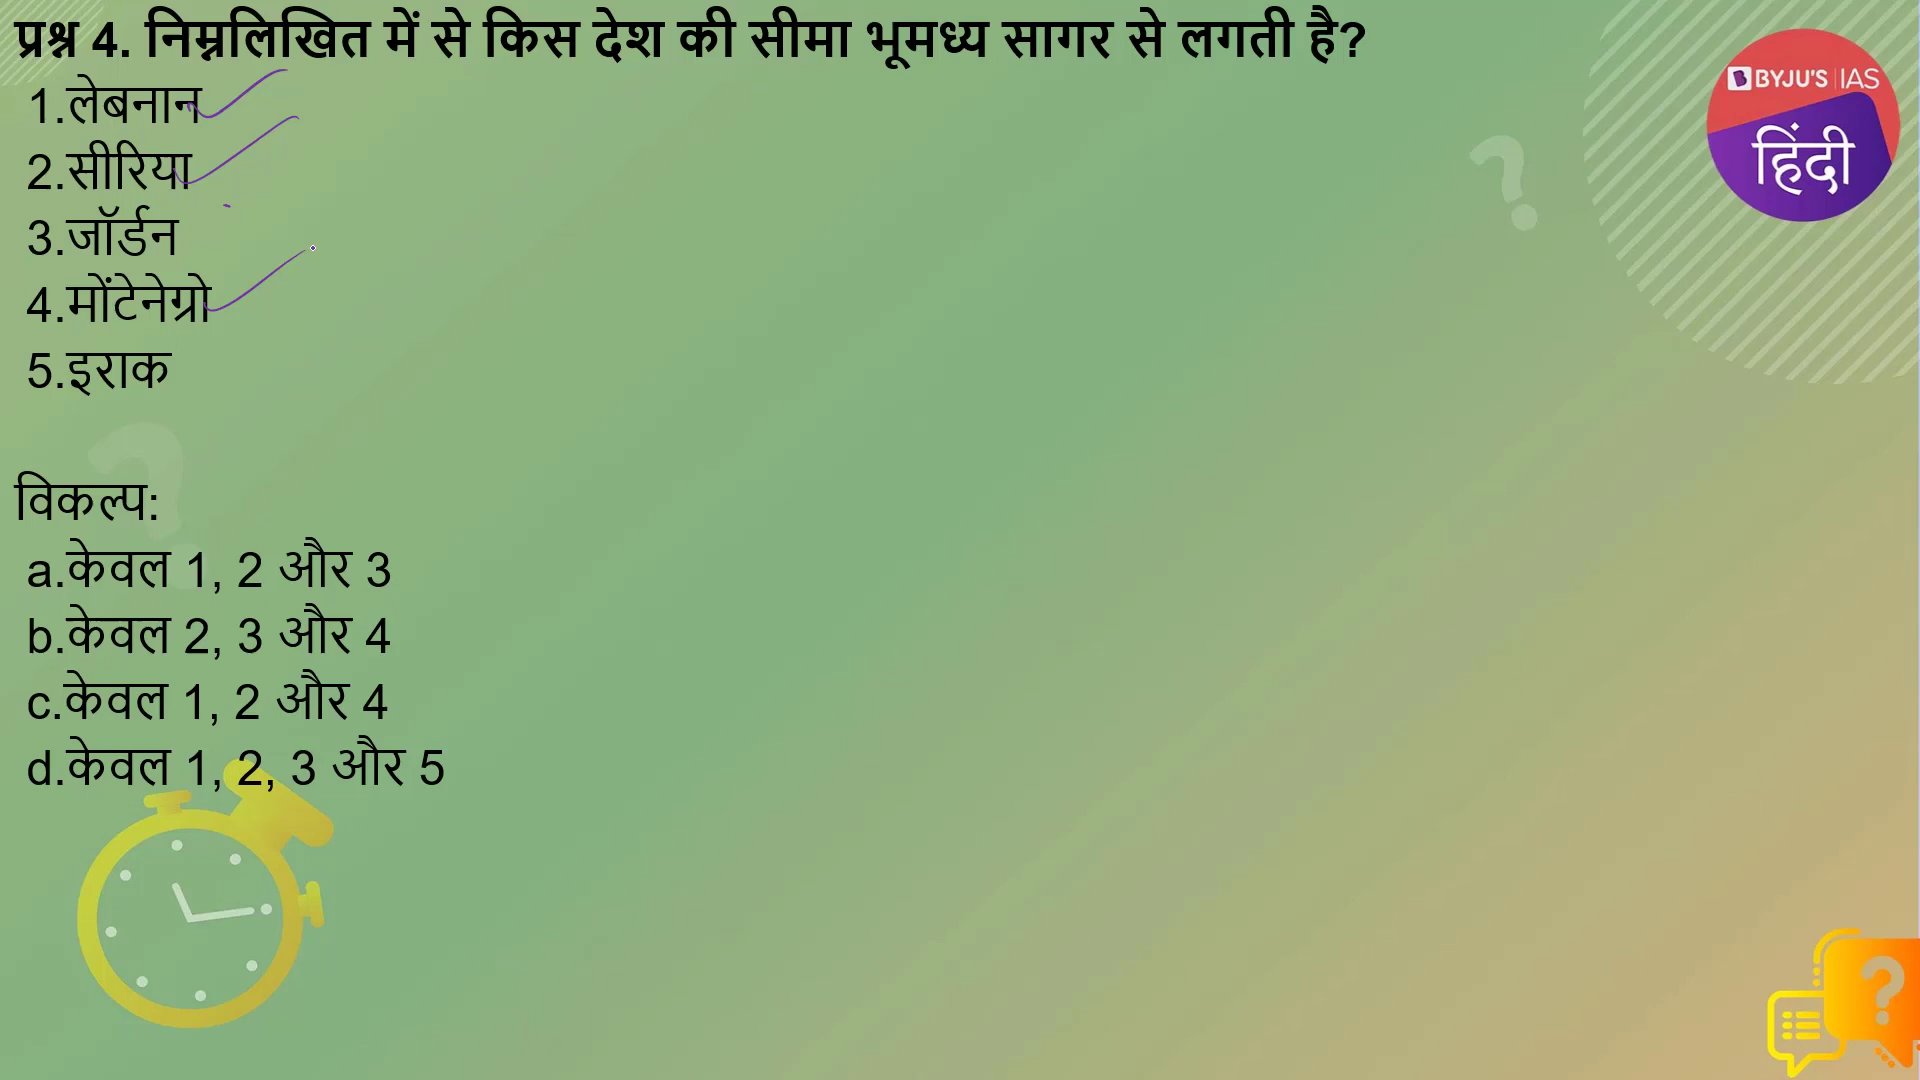 प्रश्न 4. निम्नलिखित में से किस देश की सीमा भूमध्य सागर से लगती है?
1.लेबनान
2.सीरिया
3.जॉर्डन
4.मोंटेनेग्रो
5.इराक
विकल्प:
a.केवल 1, 2 और 3
b.केवल 2, 3 और 4
c.केवल 1, 2 और 4
d.केवल 1, 2, 3 और 5
BYJU'S IAS
हिंदी